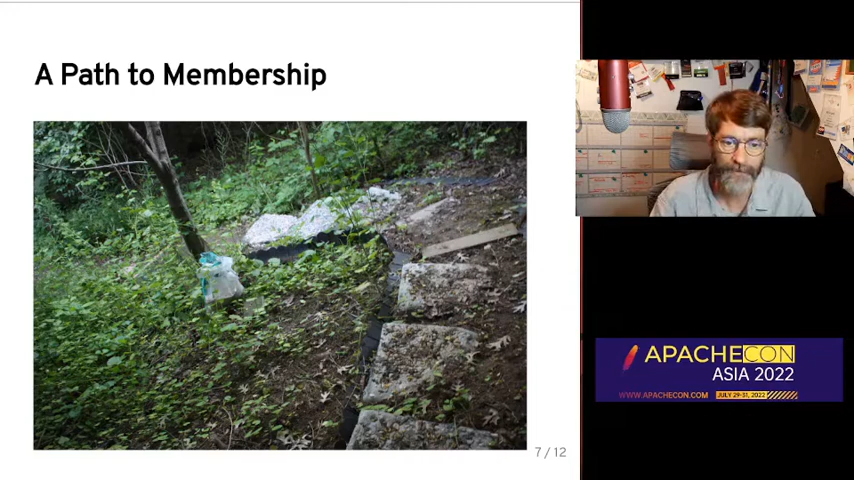 A Path to Membership
7 / 12
APACHECON
ASIA 2022
WWW.APACHECON.COM
JULY 29-31, 2022